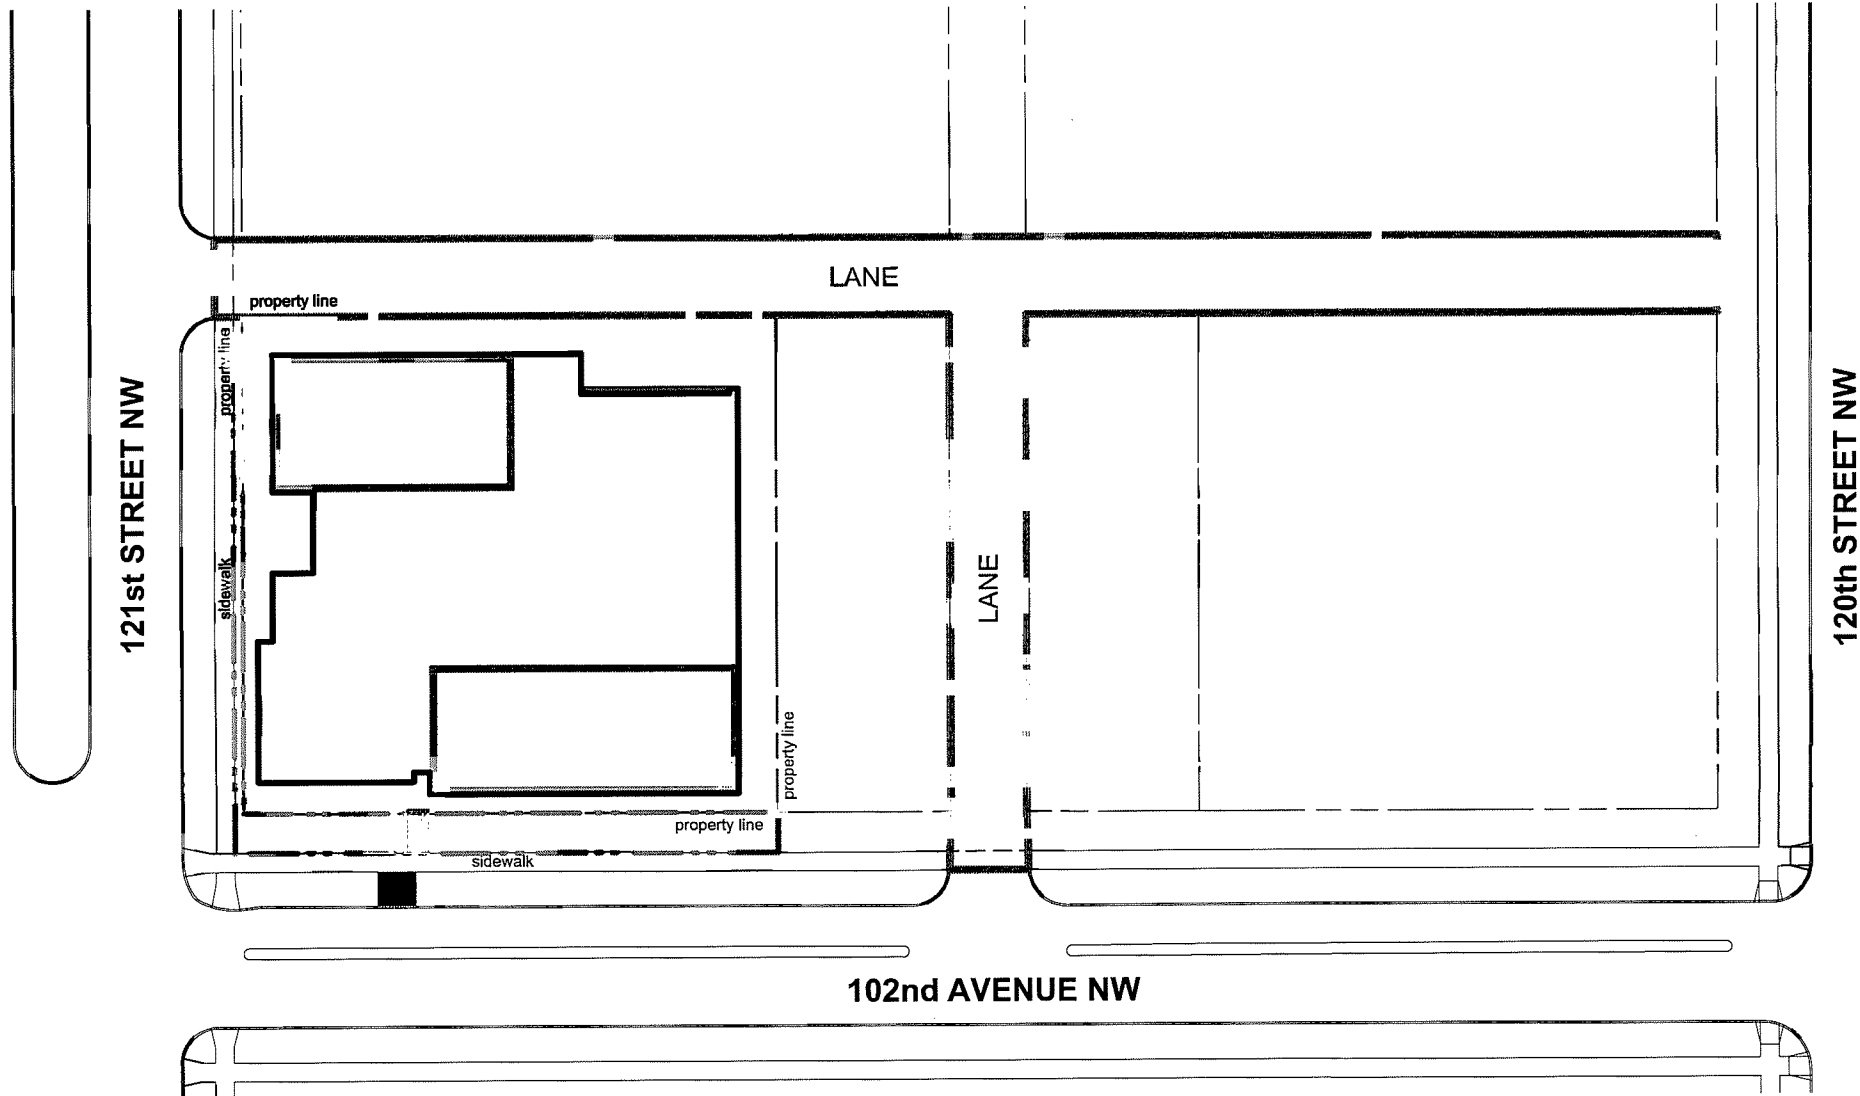 LANE
property line
property line
121st STREET NW
120th STREET NW
sidewalk
LANE
property line
property line
sidewalk
102nd AVENUE NW